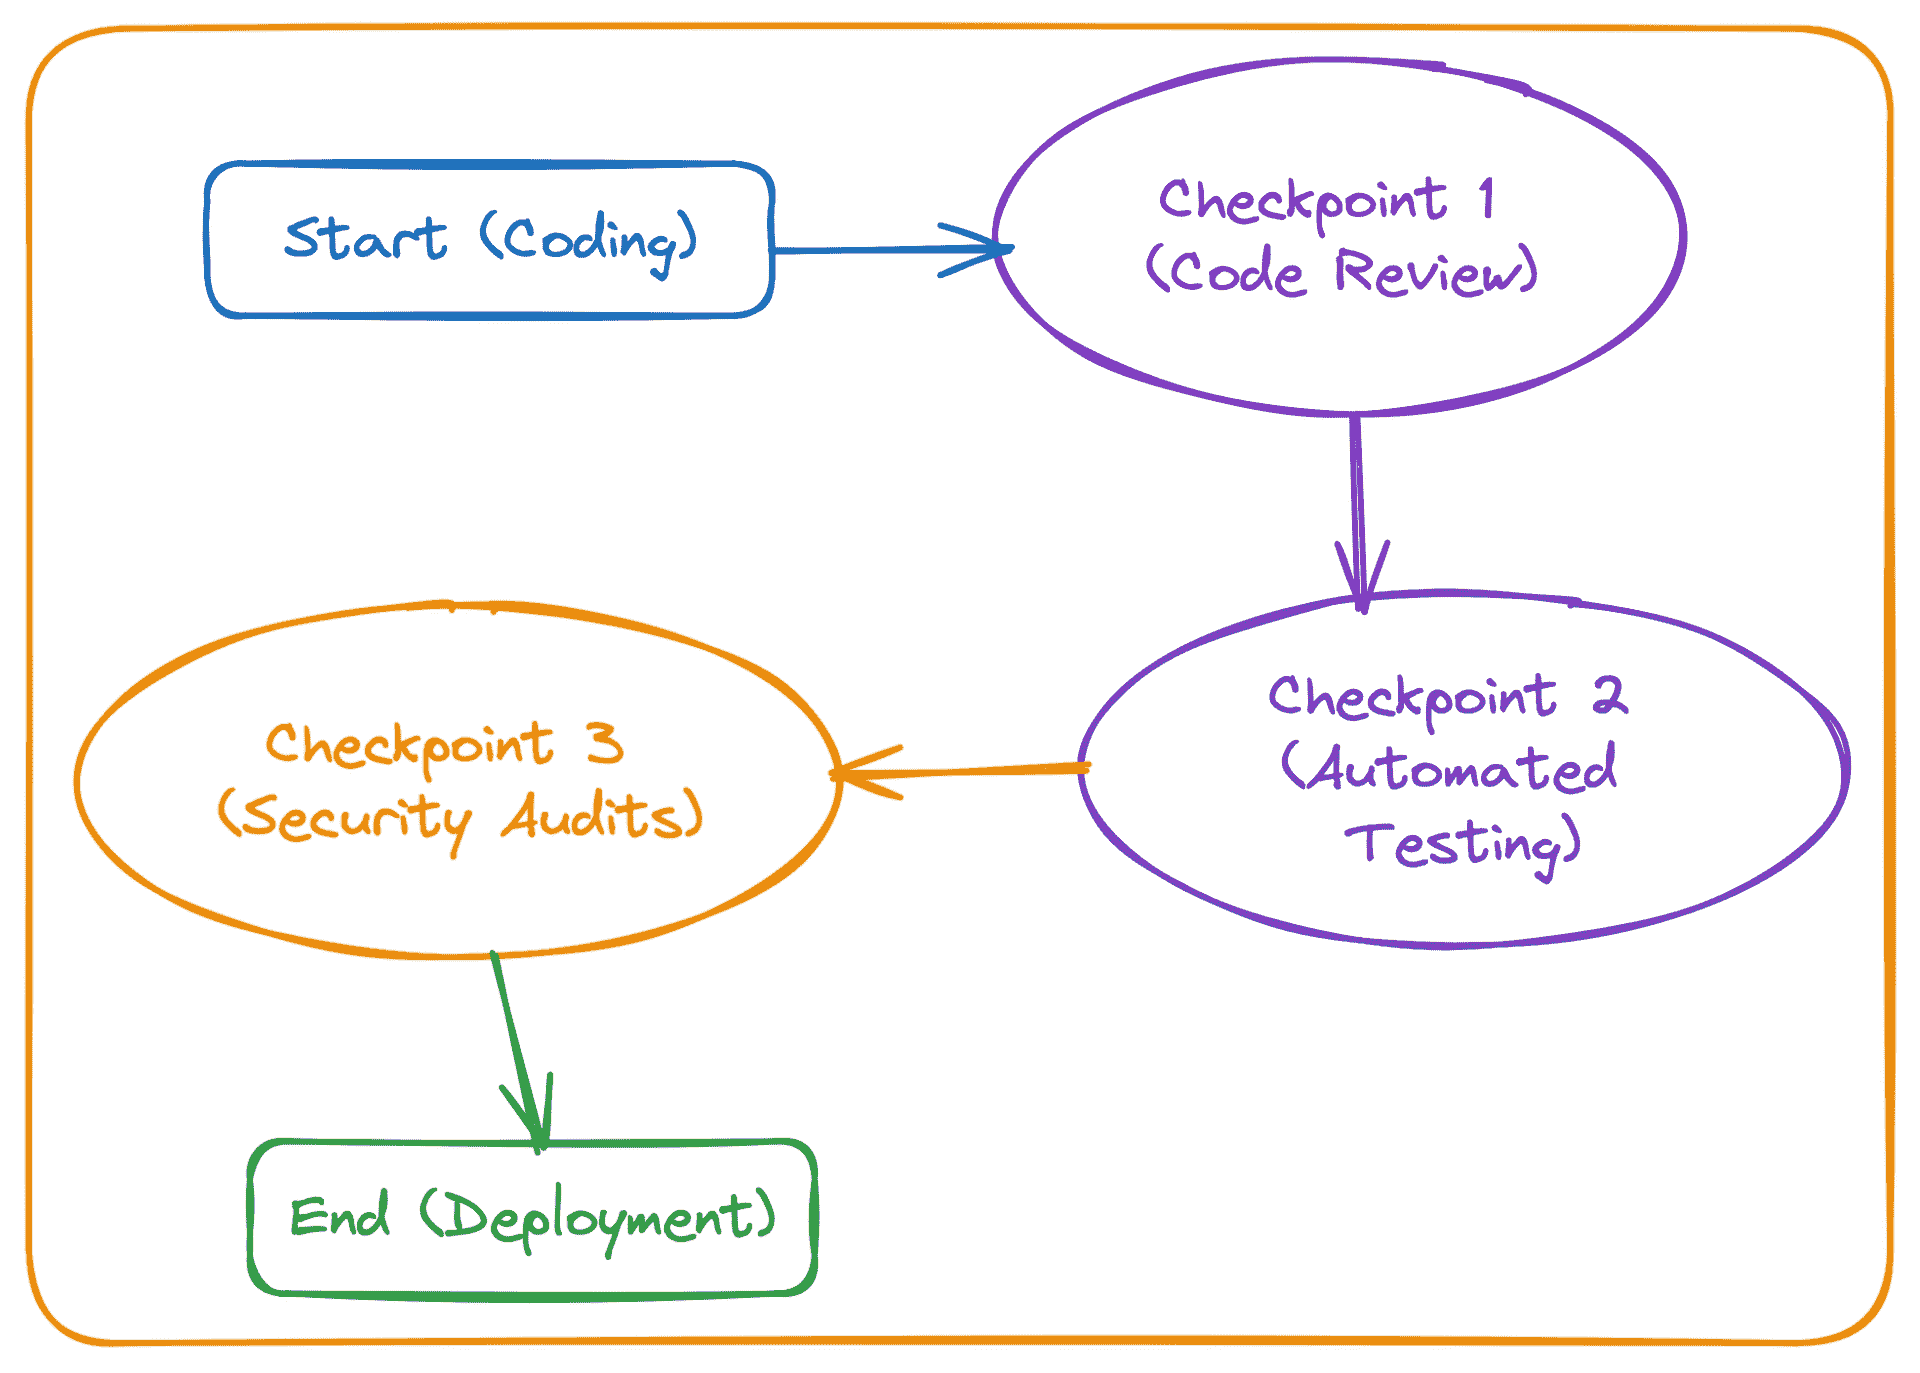 Start (Coding)
Checkpoint 1
(Code Review)
Checkpoint 2
(Automated
Testing)
Checkpoint 3
(Security Audits)
End (Deployment)